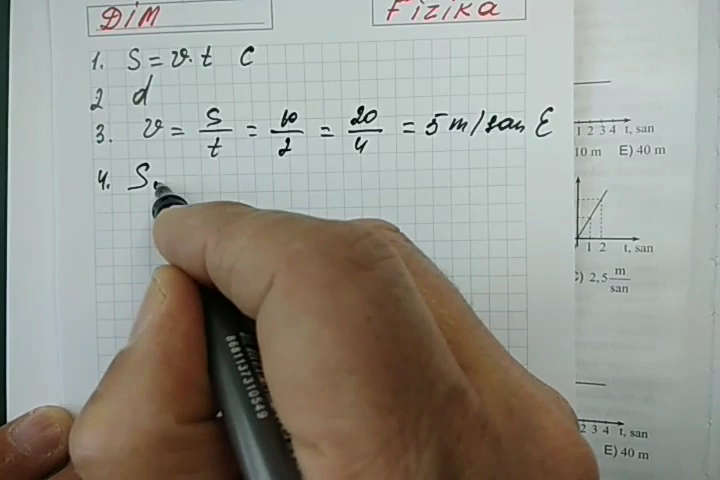 DİM
Fizika
1. S = υ·t C
2 d
3. υ = S/t = 10/2 = 20/4 = 5 m/san E
4. S
1 2 3 4 t, san
10 m E) 40 m
1 2 t, san
C) 2,5 m/san
2 3 4 t, san
E) 40 m
8681137310549